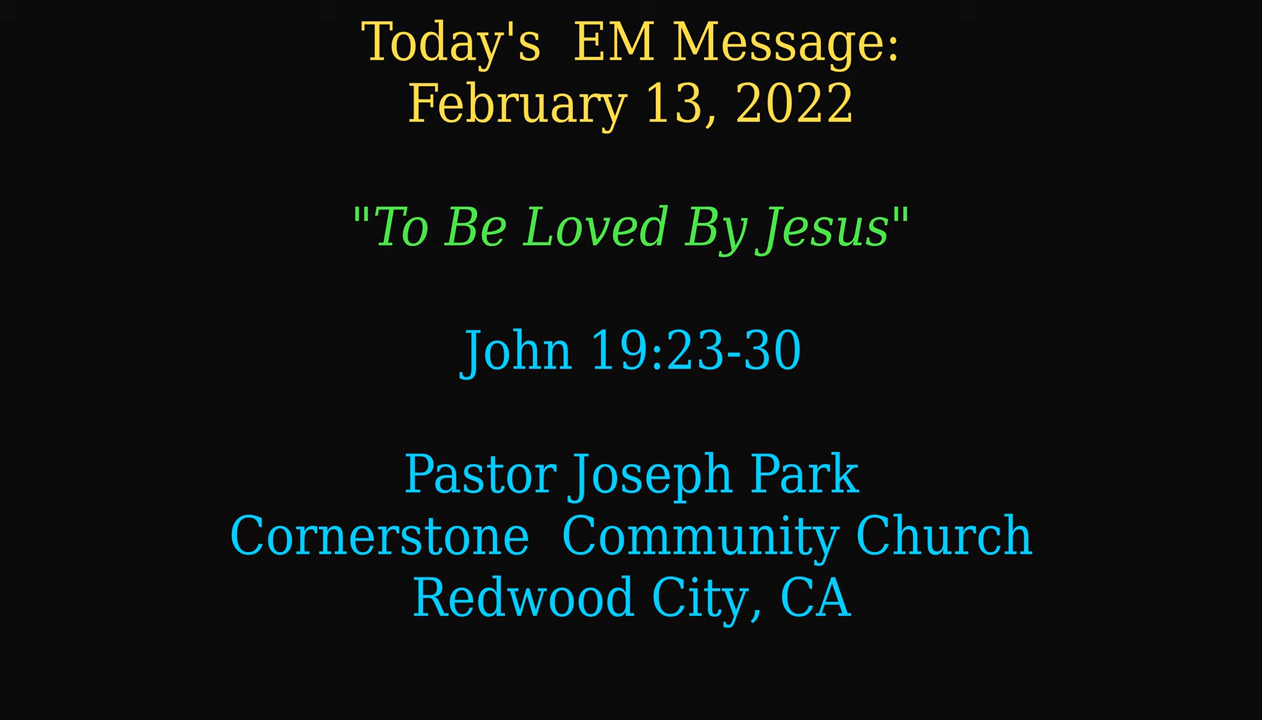 Today's  EM Message:
February 13, 2022
"To Be Loved By Jesus"
John 19:23-30
Pastor Joseph Park
Cornerstone  Community Church
Redwood City, CA